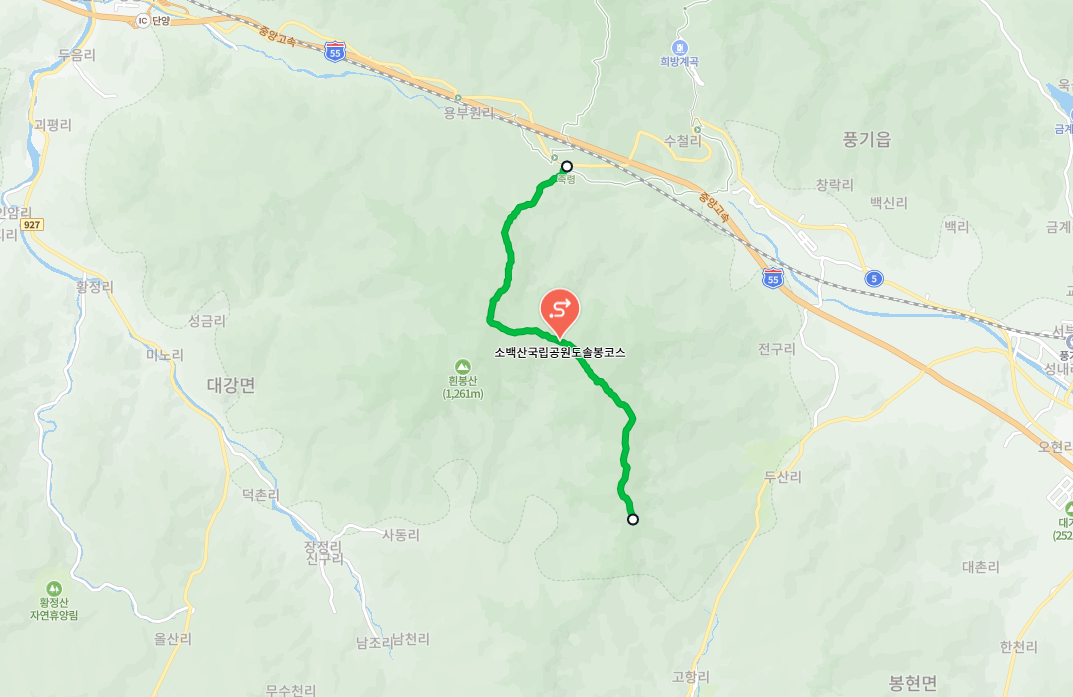 IC 단양
중앙고속
55
두음리
희방계곡
괴평리
용부원리
수철리
풍기읍
욱
금계
죽령
창락리
백신리
인암리
927
리리
중앙고속
백리
금계
55
5
황정리
성금리
미노리
소백산국립공원도솔봉코스
전구리
서부
풍기
성내리
대강면
흰봉산
(1,261m)
오현리
두산리
덕촌리
사동리
장정리
신구리
대기
(252
대촌리
황정산
자연휴양림
올산리
남조리
남천리
한천리
고항리
봉현면
무수천리